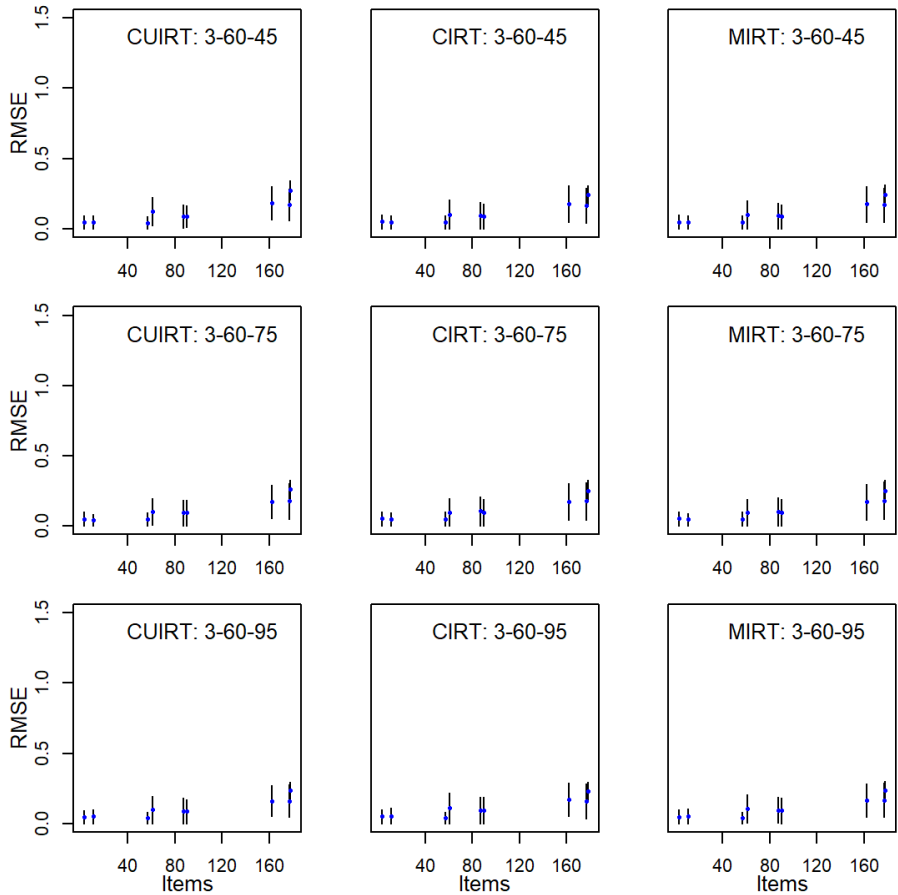 CUIRT: 3-60-45 CIRT: 3-60-45 MIRT: 3-60-45
RMSE
0.0 0.5 1.0 1.5
40 80 120 160 40 80 120 160 40 80 120 160
CUIRT: 3-60-75 CIRT: 3-60-75 MIRT: 3-60-75
RMSE
0.0 0.5 1.0 1.5
40 80 120 160 40 80 120 160 40 80 120 160
CUIRT: 3-60-95 CIRT: 3-60-95 MIRT: 3-60-95
RMSE
0.0 0.5 1.0 1.5
40 80 120 160 40 80 120 160 40 80 120 160
Items Items Items